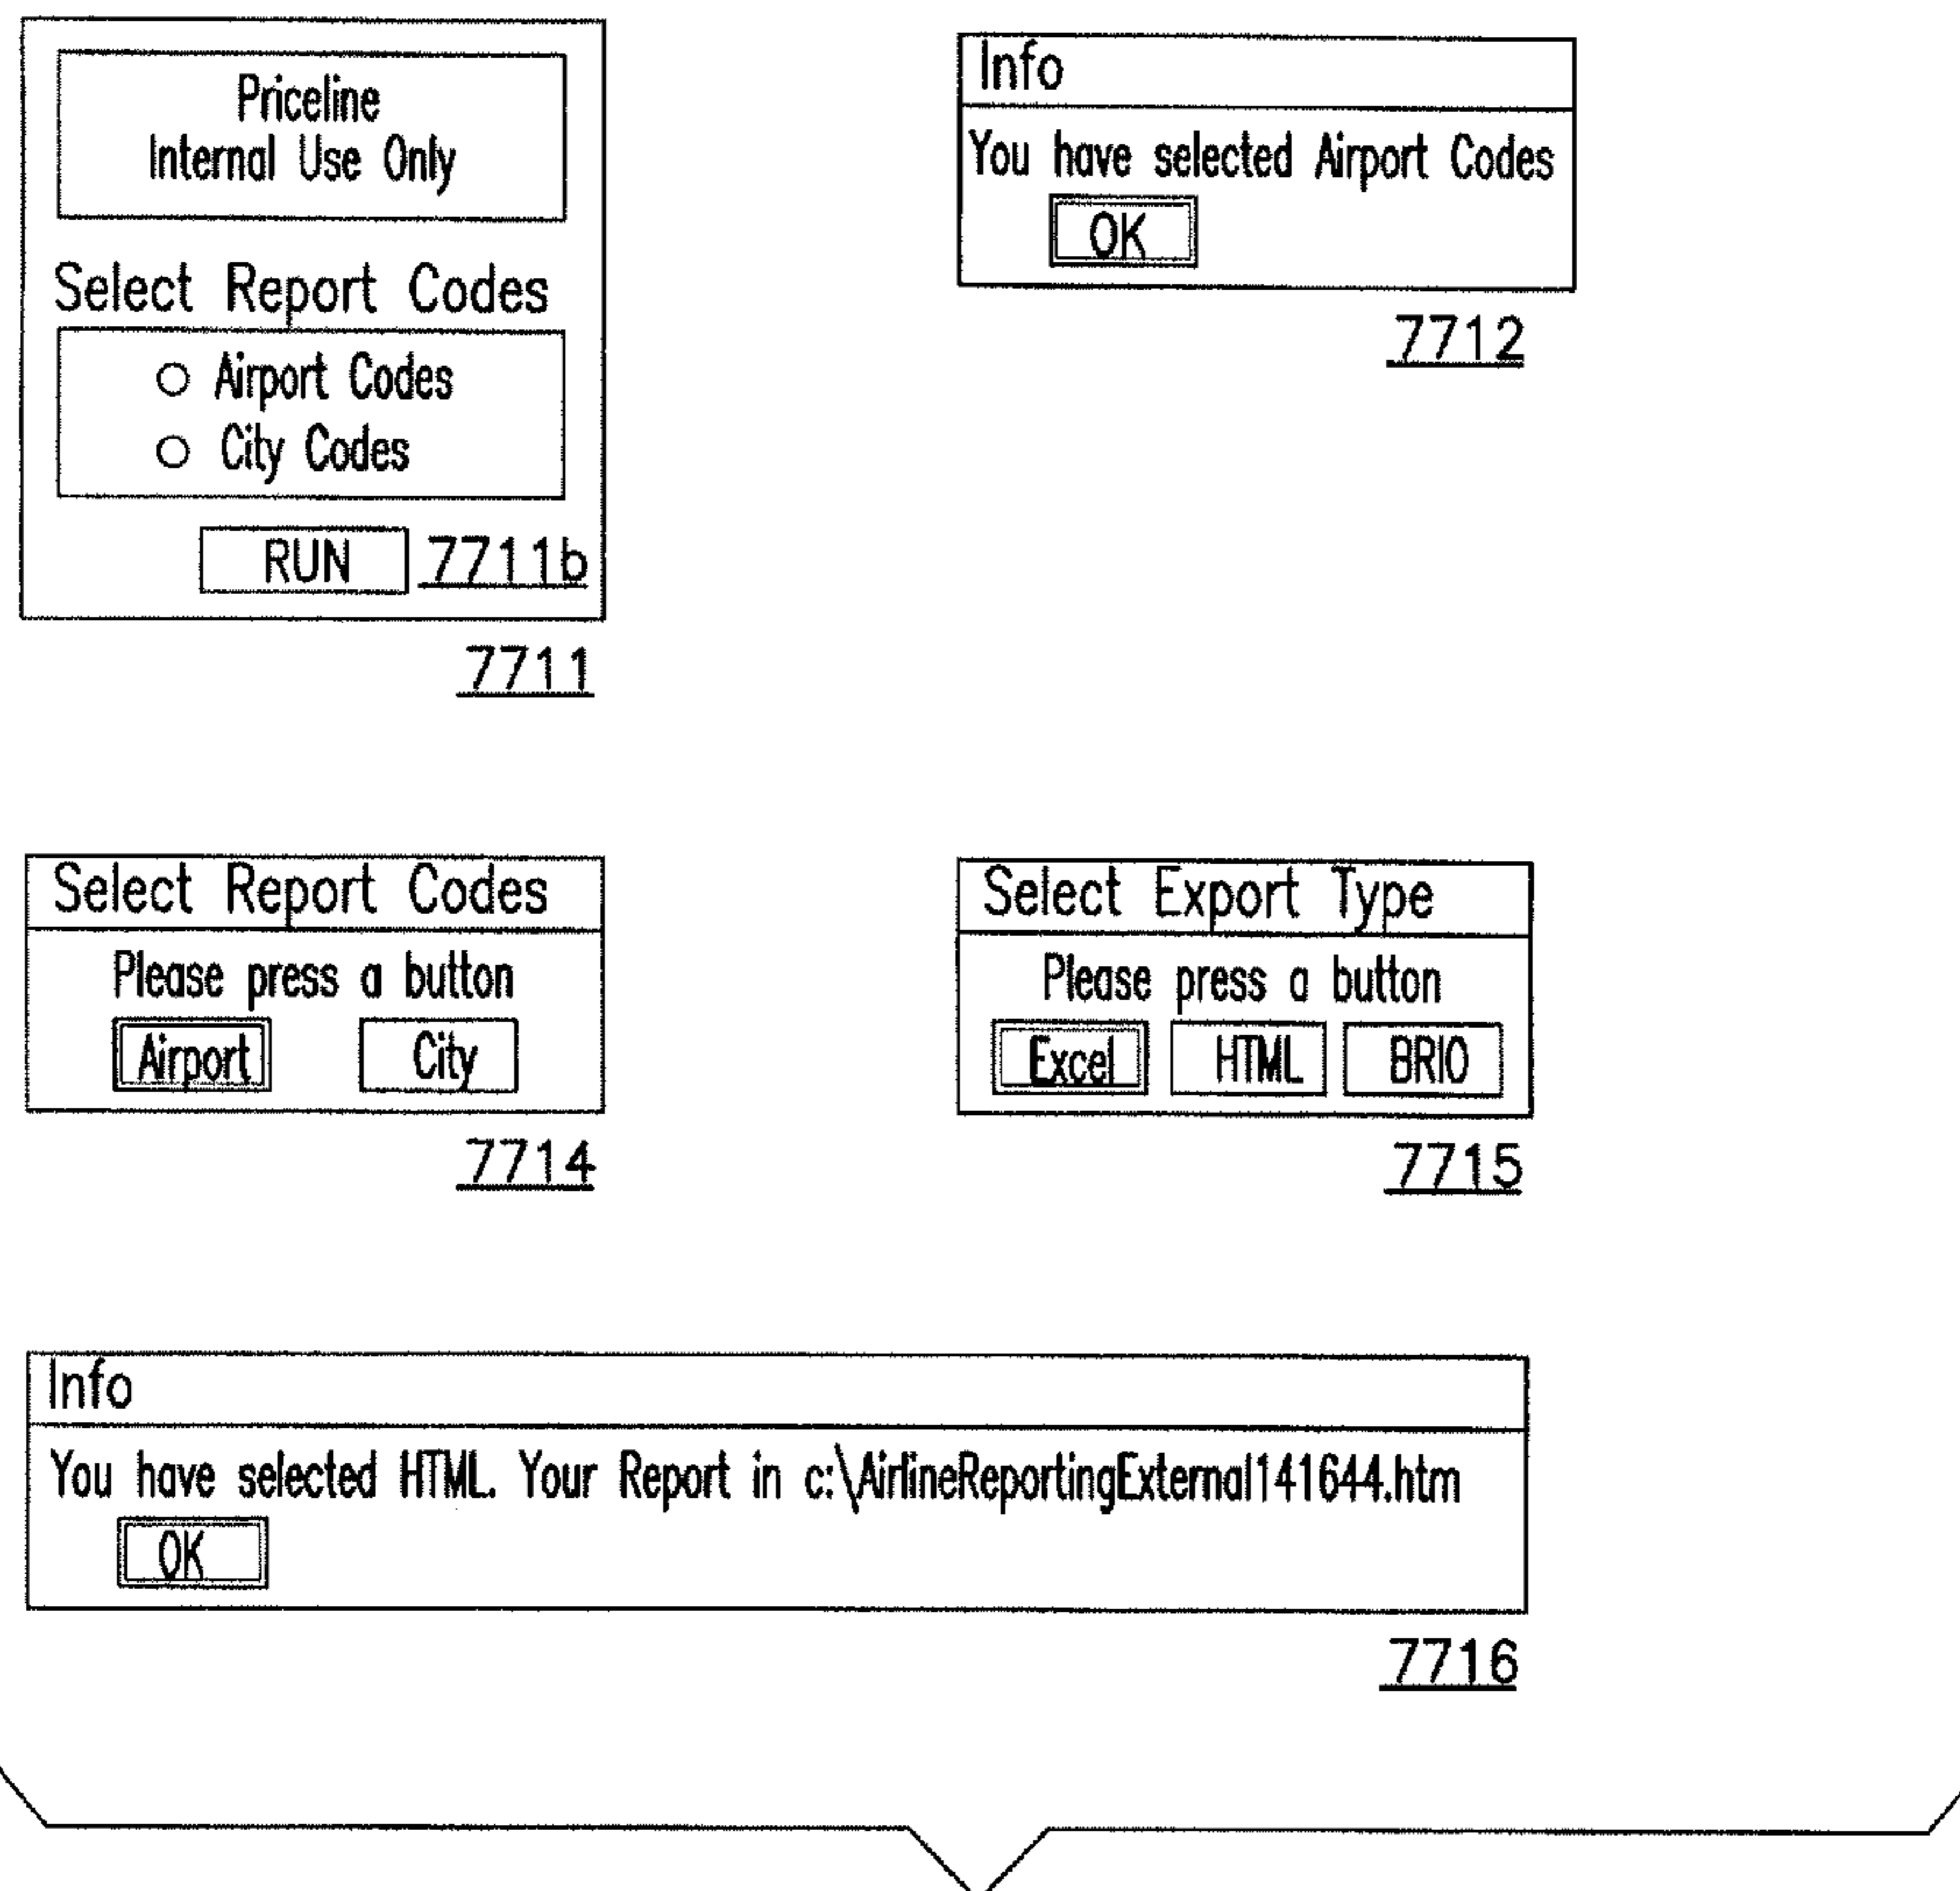 Priceline
Internal Use Only
Select Report Codes
Airport Codes
City Codes
RUN 7711b
7711
Info
You have selected Airport Codes
OK
7712
Select Report Codes
Please press a button
Airport City
7714
Select Export Type
Please press a button
Excel HTML BRIO
7715
Info
You have selected HTML. Your Report in c:\AirlineReportingExternal141644.htm
OK
7716